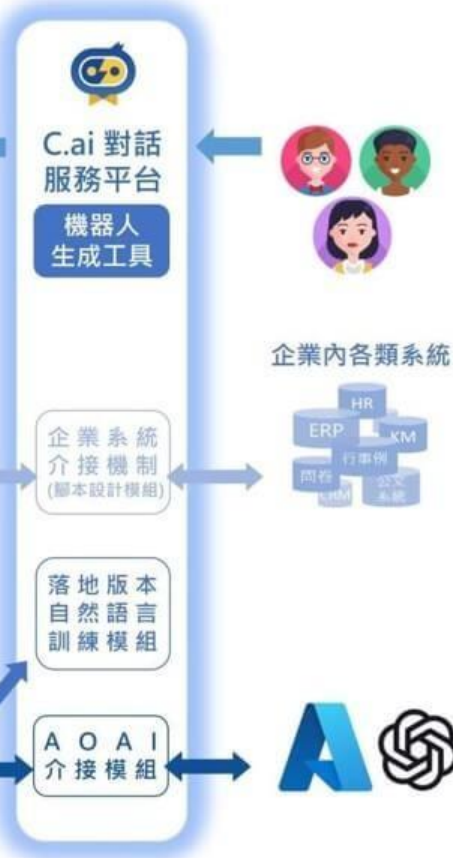 C.ai 對話
服務平台
機器人
生成工具
企業內各類系統
HR
ERP
KM
行事例
問卷
CRM
公文
系統
企業系統
介接機制
(腳本設計模組)
落地版本
自然語言
訓練模組
AOAI
介接模組